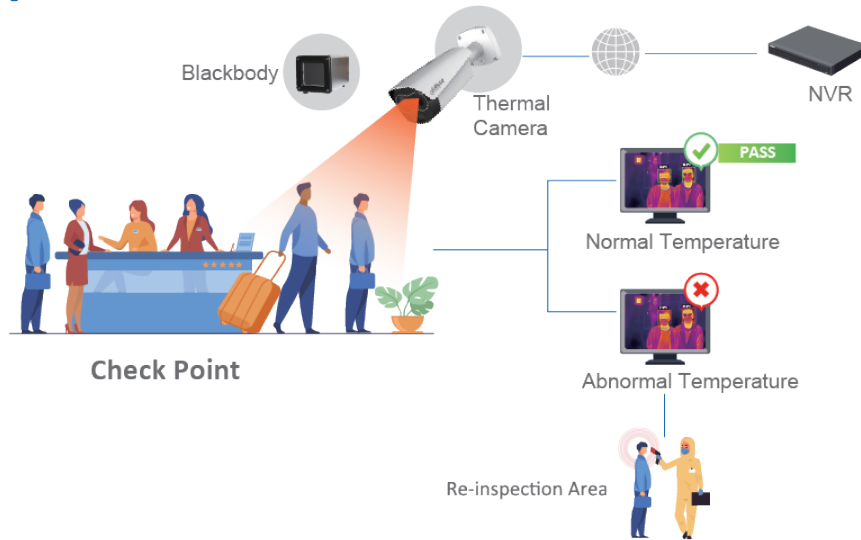 Blackbody
Thermal
Camera
NVR
PASS
Normal Temperature
Check Point
Abnormal Temperature
Re-inspection Area